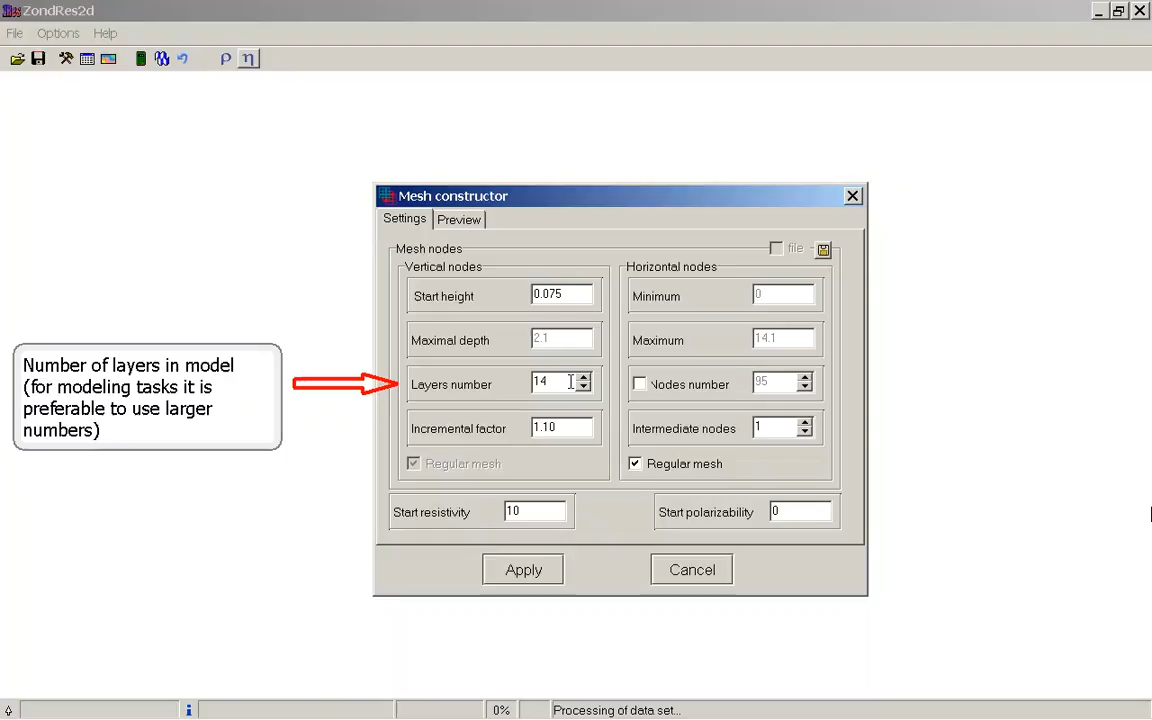 ZondRes2d
File Options Help
ρ η
Mesh constructor
Settings Preview
Mesh nodes
file
Vertical nodes
Horizontal nodes
Start height 0.075
Minimum 0
Maximal depth 2.1
Maximum 14.1
Layers number 14
Nodes number 95
Incremental factor 1.10
Intermediate nodes 1
Regular mesh
Regular mesh
Start resistivity 10
Start polarizability 0
Apply Cancel
Number of layers in model
(for modeling tasks it is
preferable to use larger
numbers)
0% Processing of data set...